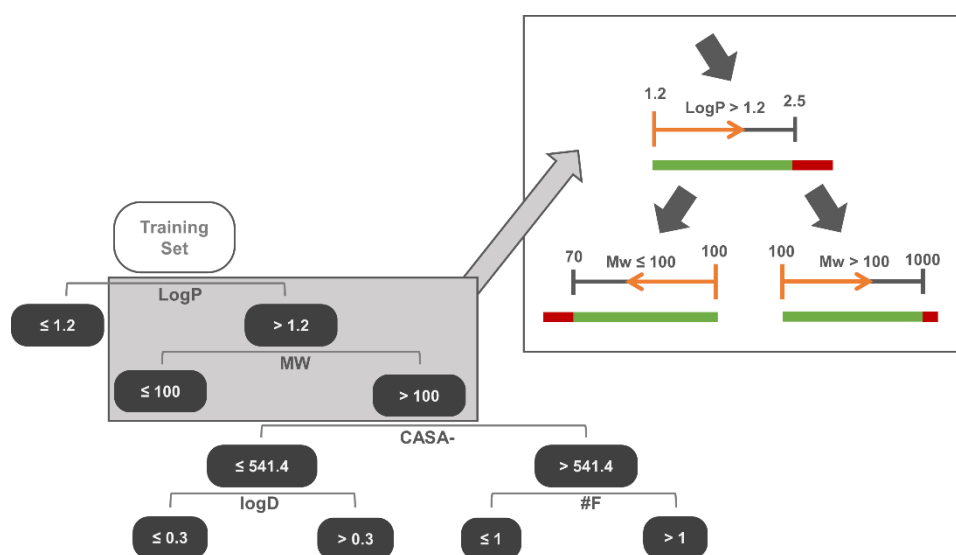 1.2
2.5
LogP > 1.2
70
Mw ≤ 100
100
100
Mw > 100
1000
Training
Set
LogP
≤ 1.2
> 1.2
MW
≤ 100
> 100
CASA-
≤ 541.4
> 541.4
logD
#F
≤ 0.3
> 0.3
≤ 1
> 1